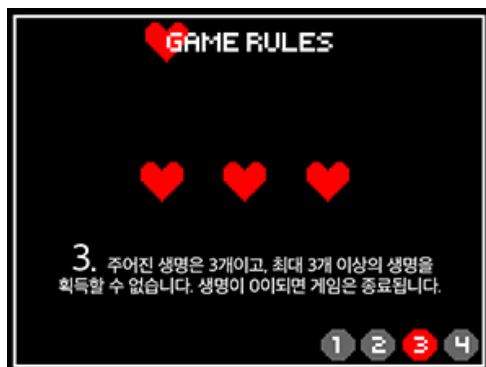 GAME RULES
3. 주어진 생명은 3개이고, 최대 3개 이상의 생명을
획득할 수 없습니다. 생명이 0이되면 게임은 종료됩니다.
1 2 3 4